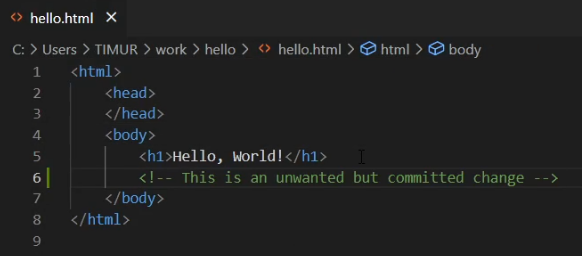 hello.html
C: > Users > TIMUR > work > hello > hello.html > html > body
1 <html>
2     <head>
3     </head>
4     <body>
5         <h1>Hello, World!</h1>
6         <!-- This is an unwanted but committed change -->
7     </body>
8 </html>
9